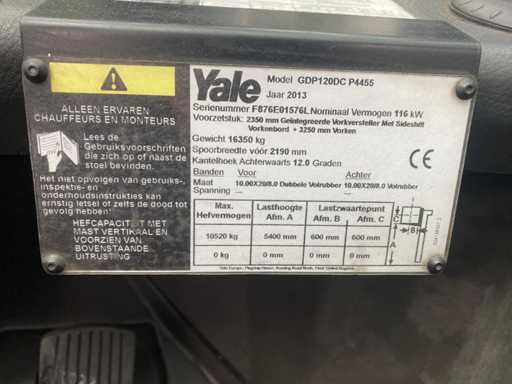 ALLEEN ERVAREN
CHAUFFEURS EN MONTEURS
Lees de
Gebruiksvoorschriften
die zich op of naast de
stoel bevinden.
Het niet opvolgen van gebruiks-,
inspektie- en
onderhoudsinstrukties kan
ernstig letsel of zelfs de dood tot
gevolg hebben:
HEFCAPACITEIT MET
MAST VERTIKAAL EN
VOORZIEN VAN
BOVENSTAANDE
UITRUSTING
Yale
Model GDP120DC P4455
Jaar 2013
Serienummer F876E01576L Nominaal Vermogen 116 kW
Voorzetstuk: 2350 mm Geintegreerde Vorkversteller Met Sideshift
Vorkenbord + 3250 mm Vorken
Gewicht 16350 kg
Spoorbreedte vóór 2190 mm
Kantelhoek Achterwaarts 12.0 Graden
Banden Voor Achter
Maat 10.00X20/8.0 Dubbele Volrubber 10.00X20/8.0 Volrubber
Spanning --- ---
Max. Hefvermogen Lasthoogte Afm. A Lastzwaartepunt Afm. B Afm. C
10520 kg 5400 mm 600 mm 600 mm
0 kg 0 mm 0 mm 0 mm
C
B
A
CE